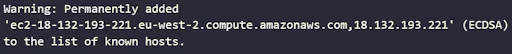 Warning: Permanently added
'ec2-18-132-193-221.eu-west-2.compute.amazonaws.com,18.132.193.221' (ECDSA)
to the list of known hosts.